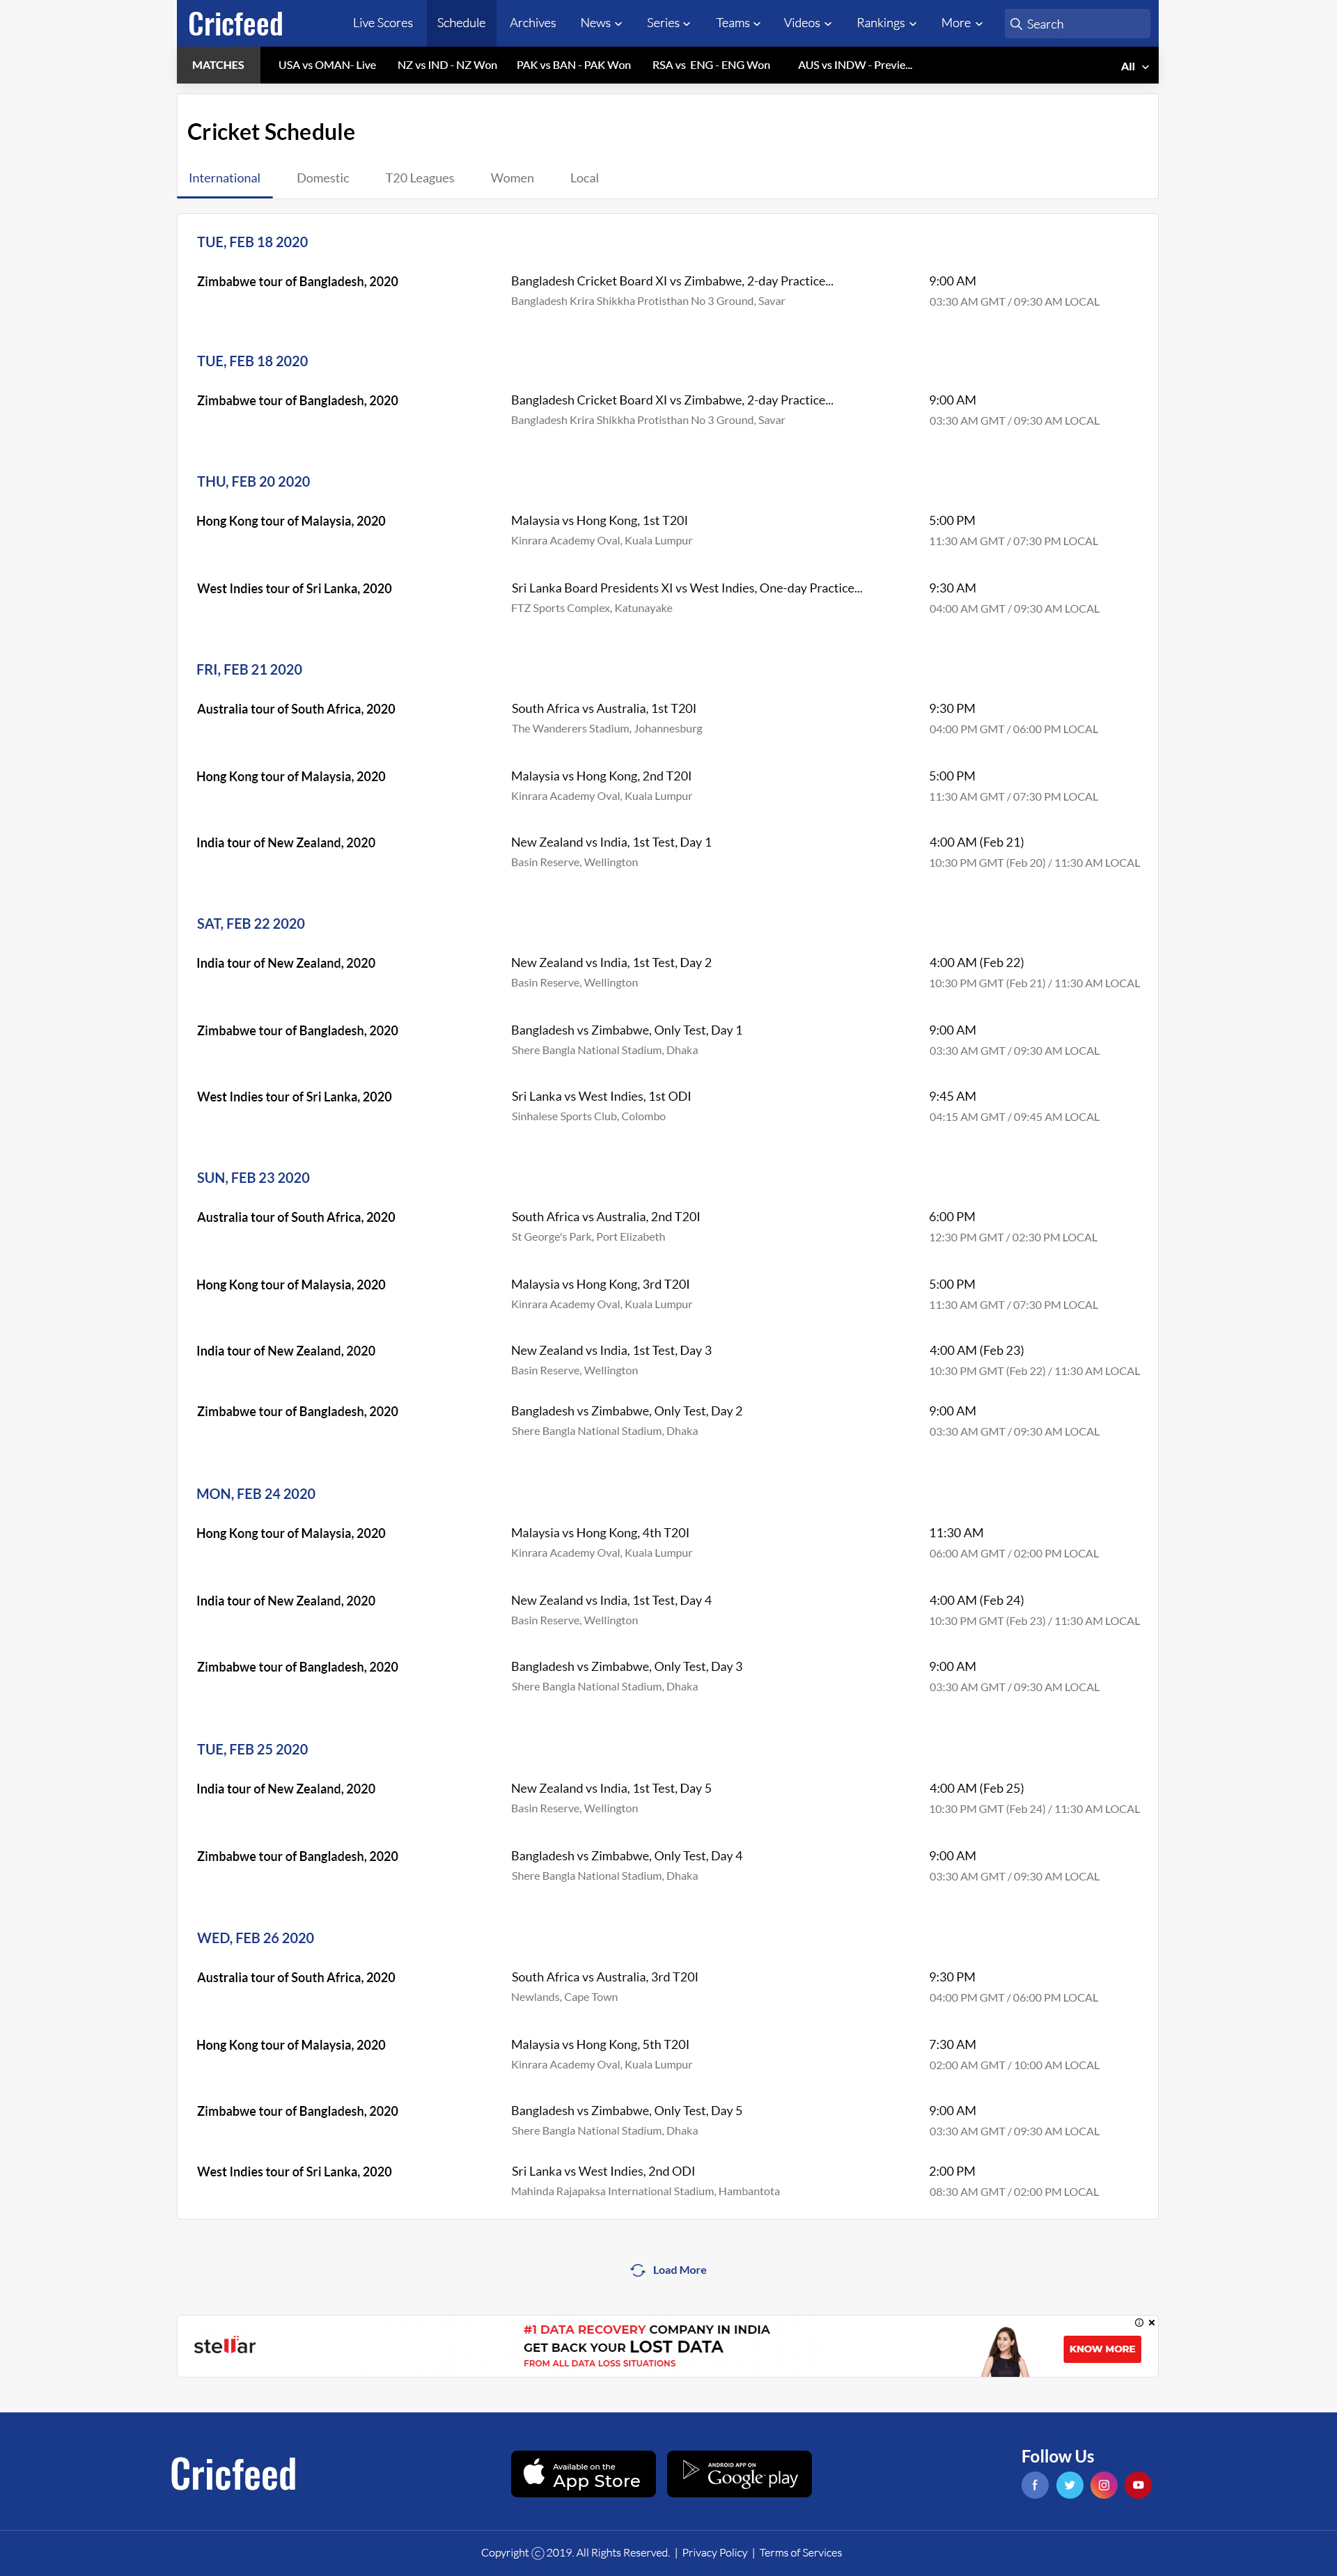 Cricfeed
Live Scores Schedule Archives News Series Teams Videos Rankings More Search
MATCHES USA vs OMAN- Live NZ vs IND - NZ Won PAK vs BAN - PAK Won RSA vs ENG - ENG Won AUS vs INDW - Previe... All
Cricket Schedule
International Domestic T20 Leagues Women Local
TUE, FEB 18 2020
Zimbabwe tour of Bangladesh, 2020 Bangladesh Cricket Board XI vs Zimbabwe, 2-day Practice... 9:00 AM
Bangladesh Krira Shikkha Protisthan No 3 Ground, Savar 03:30 AM GMT / 09:30 AM LOCAL
TUE, FEB 18 2020
Zimbabwe tour of Bangladesh, 2020 Bangladesh Cricket Board XI vs Zimbabwe, 2-day Practice... 9:00 AM
Bangladesh Krira Shikkha Protisthan No 3 Ground, Savar 03:30 AM GMT / 09:30 AM LOCAL
THU, FEB 20 2020
Hong Kong tour of Malaysia, 2020 Malaysia vs Hong Kong, 1st T20I 5:00 PM
Kinrara Academy Oval, Kuala Lumpur 11:30 AM GMT / 07:30 PM LOCAL
West Indies tour of Sri Lanka, 2020 Sri Lanka Board Presidents XI vs West Indies, One-day Practice... 9:30 AM
FTZ Sports Complex, Katunayake 04:00 AM GMT / 09:30 AM LOCAL
FRI, FEB 21 2020
Australia tour of South Africa, 2020 South Africa vs Australia, 1st T20I 9:30 PM
The Wanderers Stadium, Johannesburg 04:00 PM GMT / 06:00 PM LOCAL
Hong Kong tour of Malaysia, 2020 Malaysia vs Hong Kong, 2nd T20I 5:00 PM
Kinrara Academy Oval, Kuala Lumpur 11:30 AM GMT / 07:30 PM LOCAL
India tour of New Zealand, 2020 New Zealand vs India, 1st Test, Day 1 4:00 AM (Feb 21)
Basin Reserve, Wellington 10:30 PM GMT (Feb 20) / 11:30 AM LOCAL
SAT, FEB 22 2020
India tour of New Zealand, 2020 New Zealand vs India, 1st Test, Day 2 4:00 AM (Feb 22)
Basin Reserve, Wellington 10:30 PM GMT (Feb 21) / 11:30 AM LOCAL
Zimbabwe tour of Bangladesh, 2020 Bangladesh vs Zimbabwe, Only Test, Day 1 9:00 AM
Shere Bangla National Stadium, Dhaka 03:30 AM GMT / 09:30 AM LOCAL
West Indies tour of Sri Lanka, 2020 Sri Lanka vs West Indies, 1st ODI 9:45 AM
Sinhalese Sports Club, Colombo 04:15 AM GMT / 09:45 AM LOCAL
SUN, FEB 23 2020
Australia tour of South Africa, 2020 South Africa vs Australia, 2nd T20I 6:00 PM
St George's Park, Port Elizabeth 12:30 PM GMT / 02:30 PM LOCAL
Hong Kong tour of Malaysia, 2020 Malaysia vs Hong Kong, 3rd T20I 5:00 PM
Kinrara Academy Oval, Kuala Lumpur 11:30 AM GMT / 07:30 PM LOCAL
India tour of New Zealand, 2020 New Zealand vs India, 1st Test, Day 3 4:00 AM (Feb 23)
Basin Reserve, Wellington 10:30 PM GMT (Feb 22) / 11:30 AM LOCAL
Zimbabwe tour of Bangladesh, 2020 Bangladesh vs Zimbabwe, Only Test, Day 2 9:00 AM
Shere Bangla National Stadium, Dhaka 03:30 AM GMT / 09:30 AM LOCAL
MON, FEB 24 2020
Hong Kong tour of Malaysia, 2020 Malaysia vs Hong Kong, 4th T20I 11:30 AM
Kinrara Academy Oval, Kuala Lumpur 06:00 AM GMT / 02:00 PM LOCAL
India tour of New Zealand, 2020 New Zealand vs India, 1st Test, Day 4 4:00 AM (Feb 24)
Basin Reserve, Wellington 10:30 PM GMT (Feb 23) / 11:30 AM LOCAL
Zimbabwe tour of Bangladesh, 2020 Bangladesh vs Zimbabwe, Only Test, Day 3 9:00 AM
Shere Bangla National Stadium, Dhaka 03:30 AM GMT / 09:30 AM LOCAL
TUE, FEB 25 2020
India tour of New Zealand, 2020 New Zealand vs India, 1st Test, Day 5 4:00 AM (Feb 25)
Basin Reserve, Wellington 10:30 PM GMT (Feb 24) / 11:30 AM LOCAL
Zimbabwe tour of Bangladesh, 2020 Bangladesh vs Zimbabwe, Only Test, Day 4 9:00 AM
Shere Bangla National Stadium, Dhaka 03:30 AM GMT / 09:30 AM LOCAL
WED, FEB 26 2020
Australia tour of South Africa, 2020 South Africa vs Australia, 3rd T20I 9:30 PM
Newlands, Cape Town 04:00 PM GMT / 06:00 PM LOCAL
Hong Kong tour of Malaysia, 2020 Malaysia vs Hong Kong, 5th T20I 7:30 AM
Kinrara Academy Oval, Kuala Lumpur 02:00 AM GMT / 10:00 AM LOCAL
Zimbabwe tour of Bangladesh, 2020 Bangladesh vs Zimbabwe, Only Test, Day 5 9:00 AM
Shere Bangla National Stadium, Dhaka 03:30 AM GMT / 09:30 AM LOCAL
West Indies tour of Sri Lanka, 2020 Sri Lanka vs West Indies, 2nd ODI 2:00 PM
Mahinda Rajapaksa International Stadium, Hambantota 08:30 AM GMT / 02:00 PM LOCAL
Load More
stellar
#1 DATA RECOVERY COMPANY IN INDIA
GET BACK YOUR LOST DATA
FROM ALL DATA LOSS SITUATIONS
KNOW MORE
Cricfeed
Available on the
App Store
ANDROID APP ON
Google play
Follow Us
Copyright © 2019. All Rights Reserved. | Privacy Policy | Terms of Services